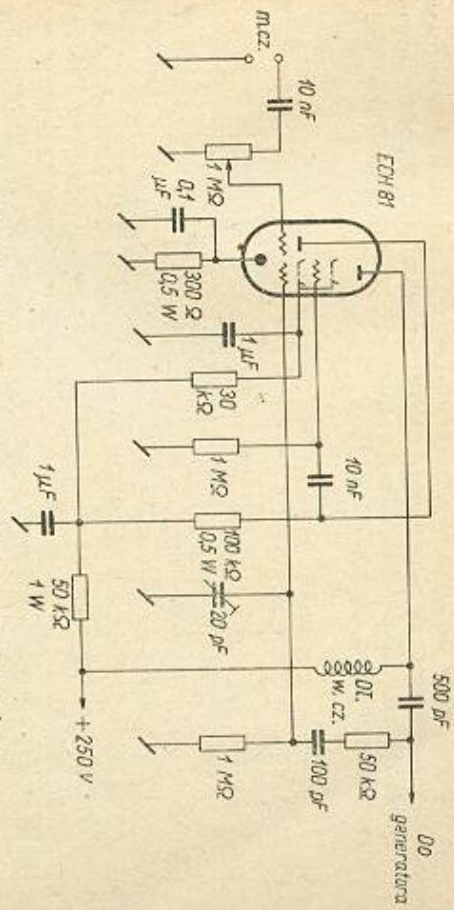 m.cz.
10 nF
1 MΩ
ECH 81
0,1
μF
300 Ω
0,5 W
1 μF
30
kΩ
1 MΩ
10 nF
100 kΩ
0,5 W
20 pF
1 μF
50 kΩ
1 W
+ 250 V
Dł.
w. cz.
500 pF
Do
generatora
50 kΩ
100 pF
1 MΩ